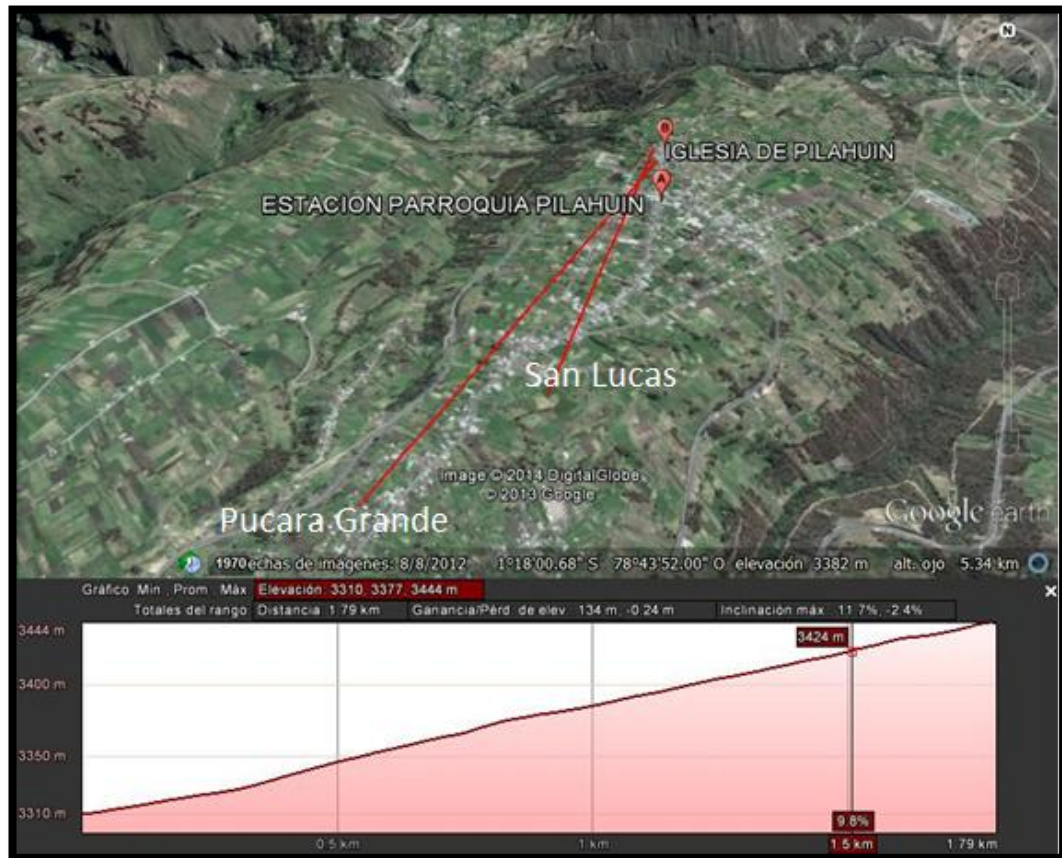 N
B
IGLESIA DE PILAHUIN
A
ESTACION PARROQUIA PILAHUIN
San Lucas
Image © 2014 DigitalGlobe
© 2013 Google
Pucara Grande
Google earth
1970 echas de imágenes: 8/8/2012 1°18'00.68" S 78°43'52.00" O elevación 3382 m alt. ojo 5.34 km
Gráfico Mín , Prom , Máx Elevación: 3310, 3377, 3444 m
Totales del rango Distancia 1.79 km Ganancia/Pérd de elev 134 m, -0.24 m Inclinación máx 11.7%, -2.4%
3444 m
3424 m
3400 m
3350 m
3310 m
9.8%
0.5 km 1 km 1.5 km 1.79 km